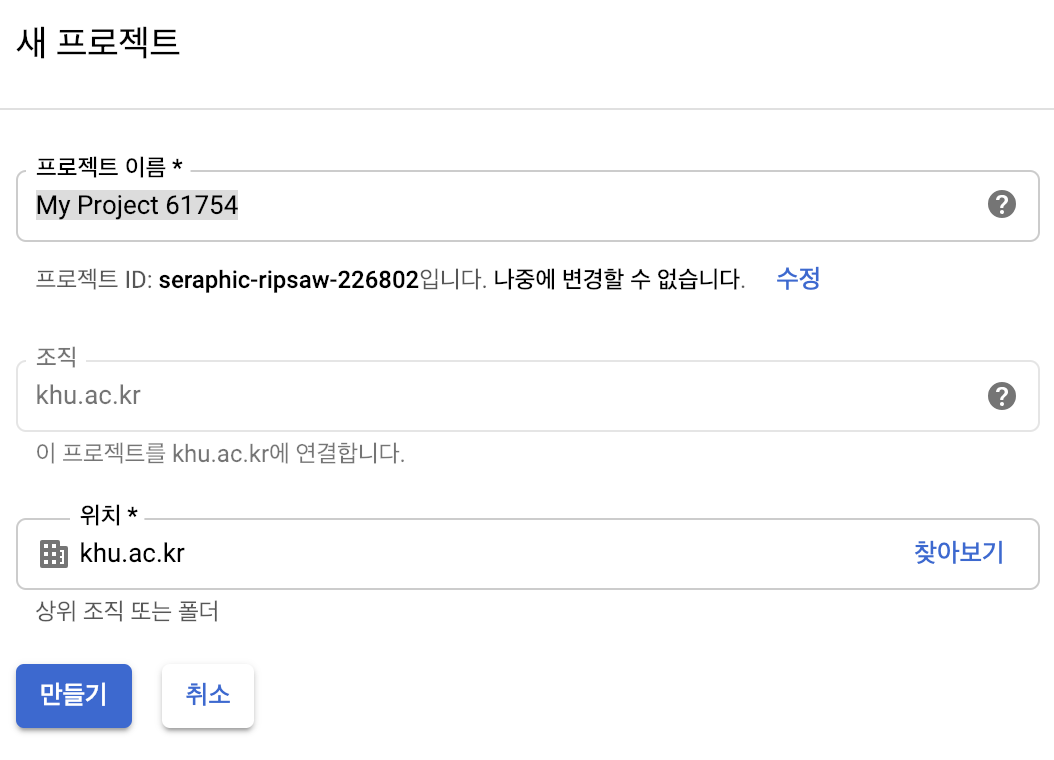 새 프로젝트
프로젝트 이름 *
My Project 61754
프로젝트 ID: seraphic-ripsaw-226802입니다. 나중에 변경할 수 없습니다. 수정
조직
khu.ac.kr
이 프로젝트를 khu.ac.kr에 연결합니다.
위치 *
khu.ac.kr 찾아보기
상위 조직 또는 폴더
만들기 취소